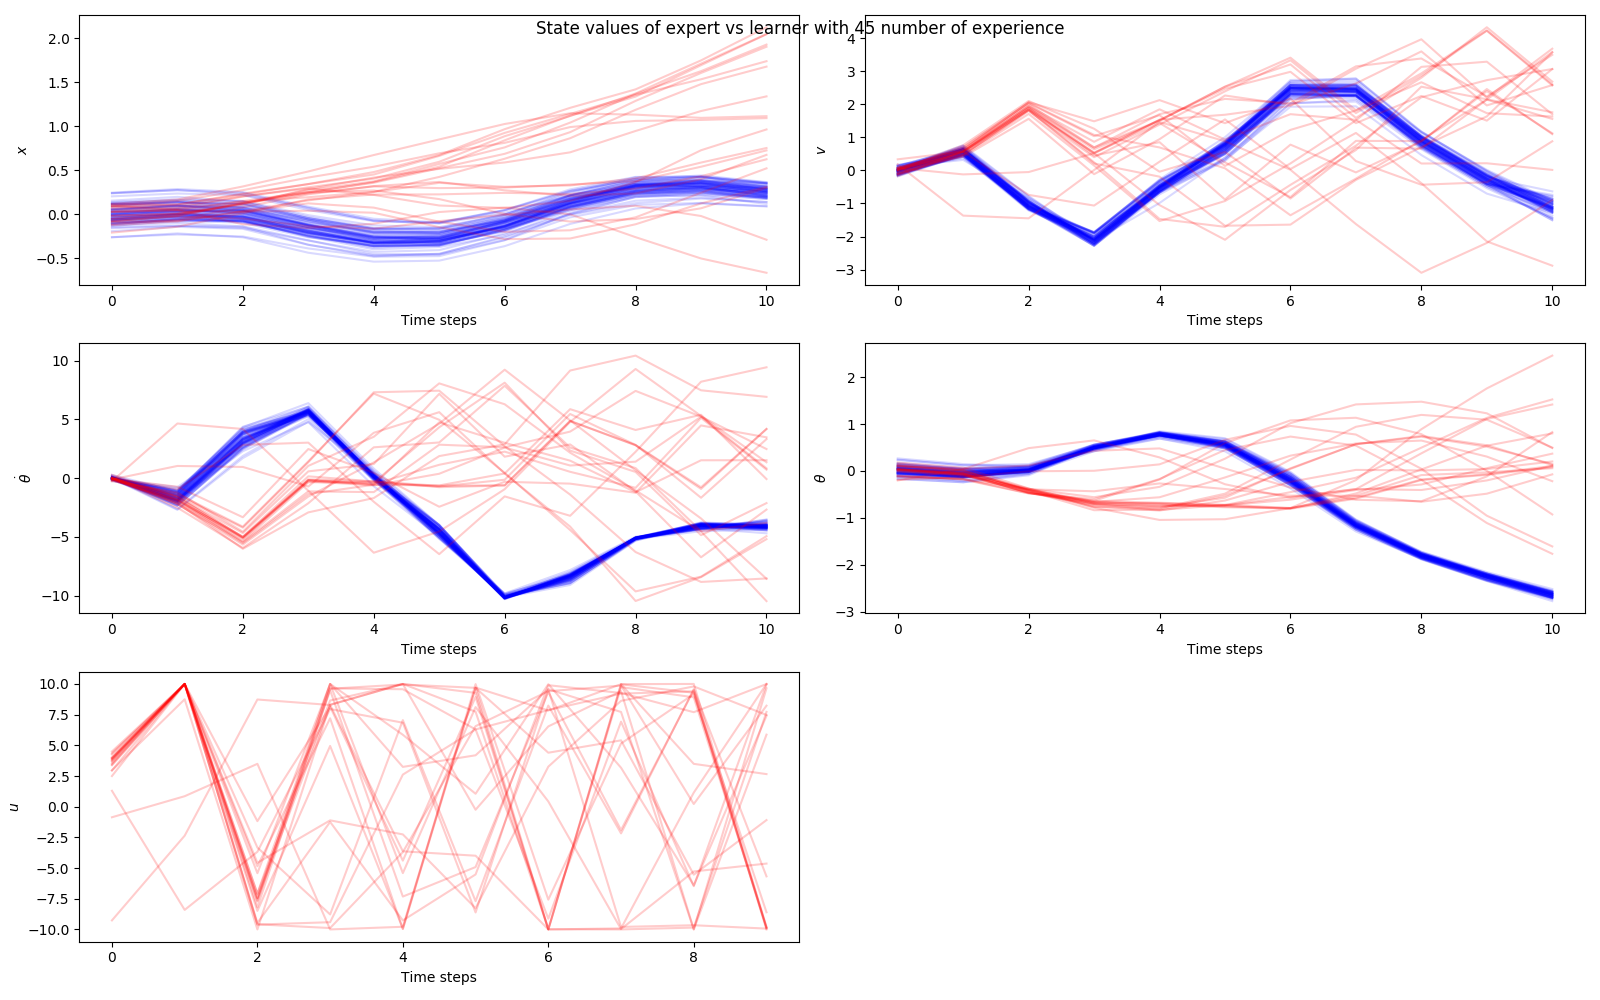 State values of expert vs learner with 45 number of experience
2.0
1.5
1.0
0.5
0.0
−0.5
x
0 2 4 6 8 10
Time steps
4
3
2
1
0
−1
−2
−3
v
0 2 4 6 8 10
Time steps
10
5
0
−5
−10
θ̇
0 2 4 6 8 10
Time steps
2
1
0
−1
−2
−3
θ
0 2 4 6 8 10
Time steps
10.0
7.5
5.0
2.5
0.0
−2.5
−5.0
−7.5
−10.0
u
0 2 4 6 8
Time steps